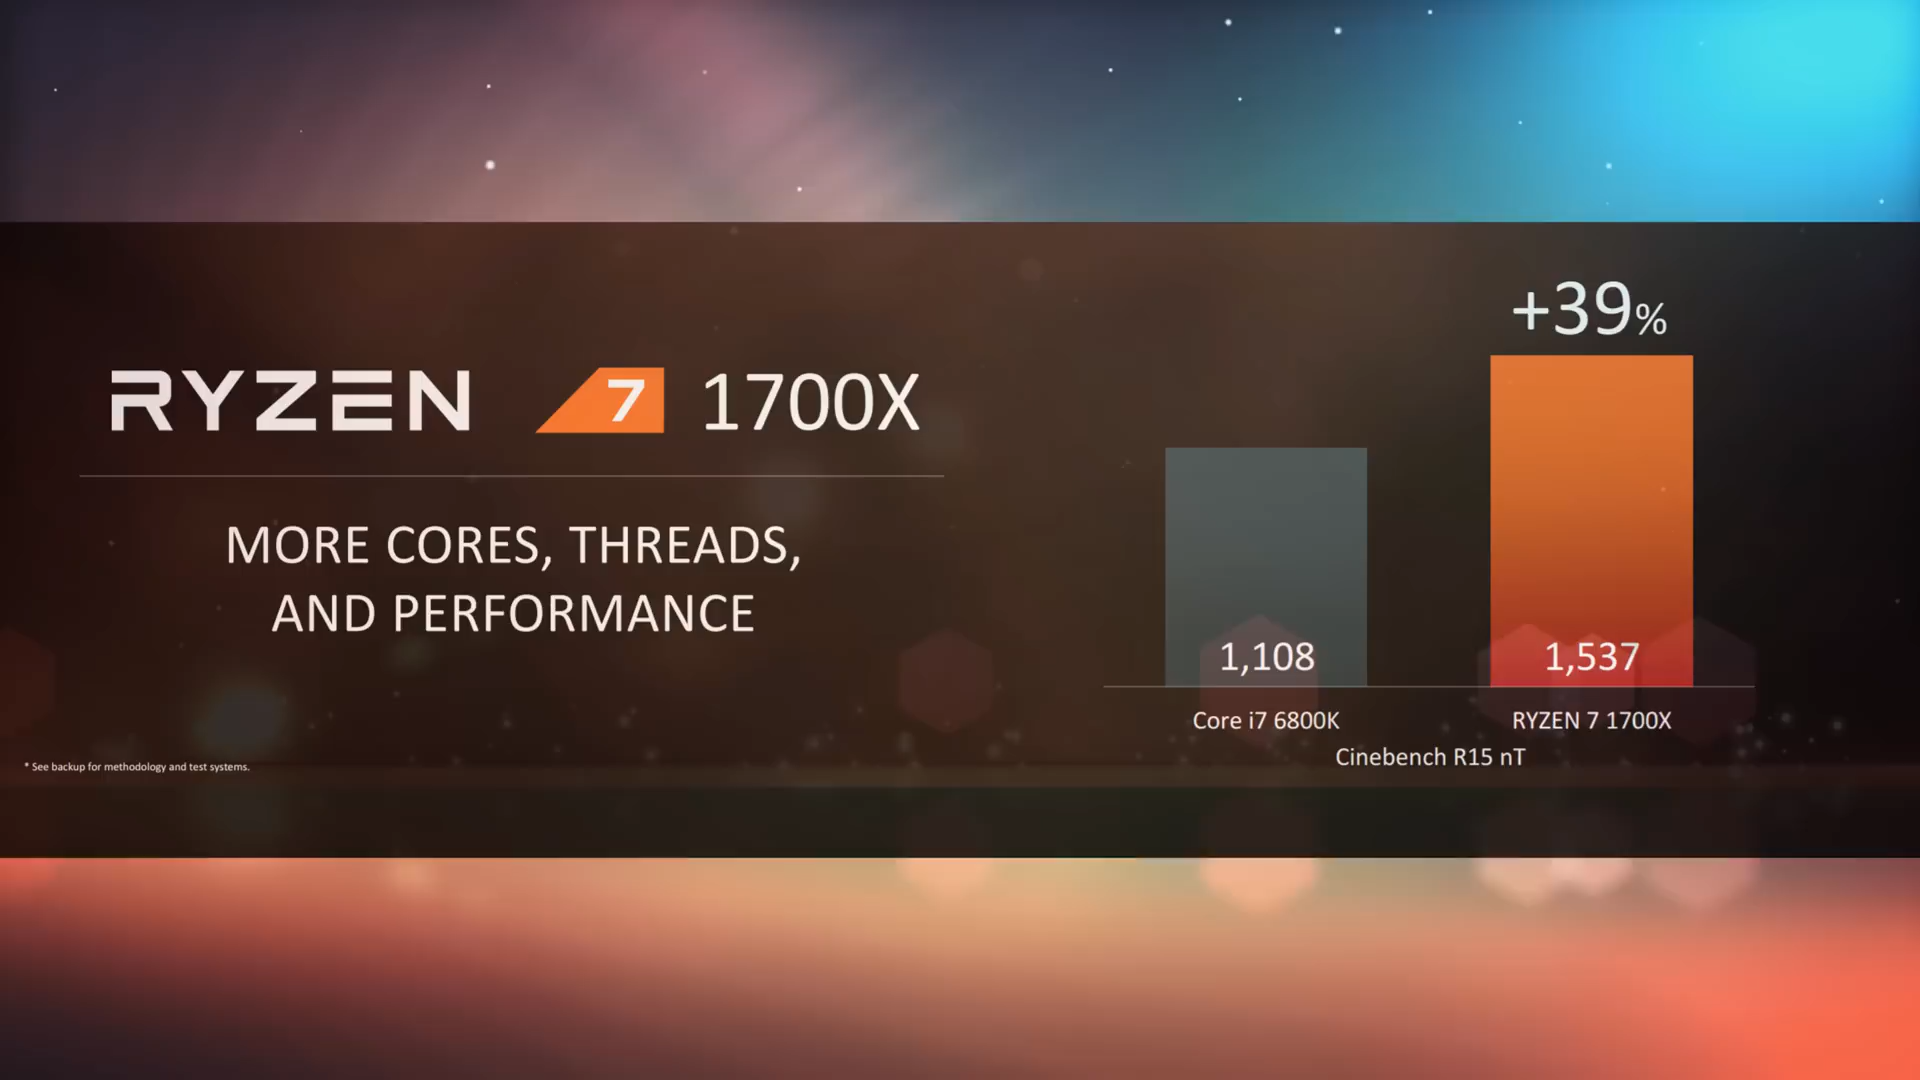 RYZEN 7 1700X
MORE CORES, THREADS,
AND PERFORMANCE
* See backup for methodology and test systems.
+39%
1,108
1,537
Core i7 6800K
RYZEN 7 1700X
Cinebench R15 nT